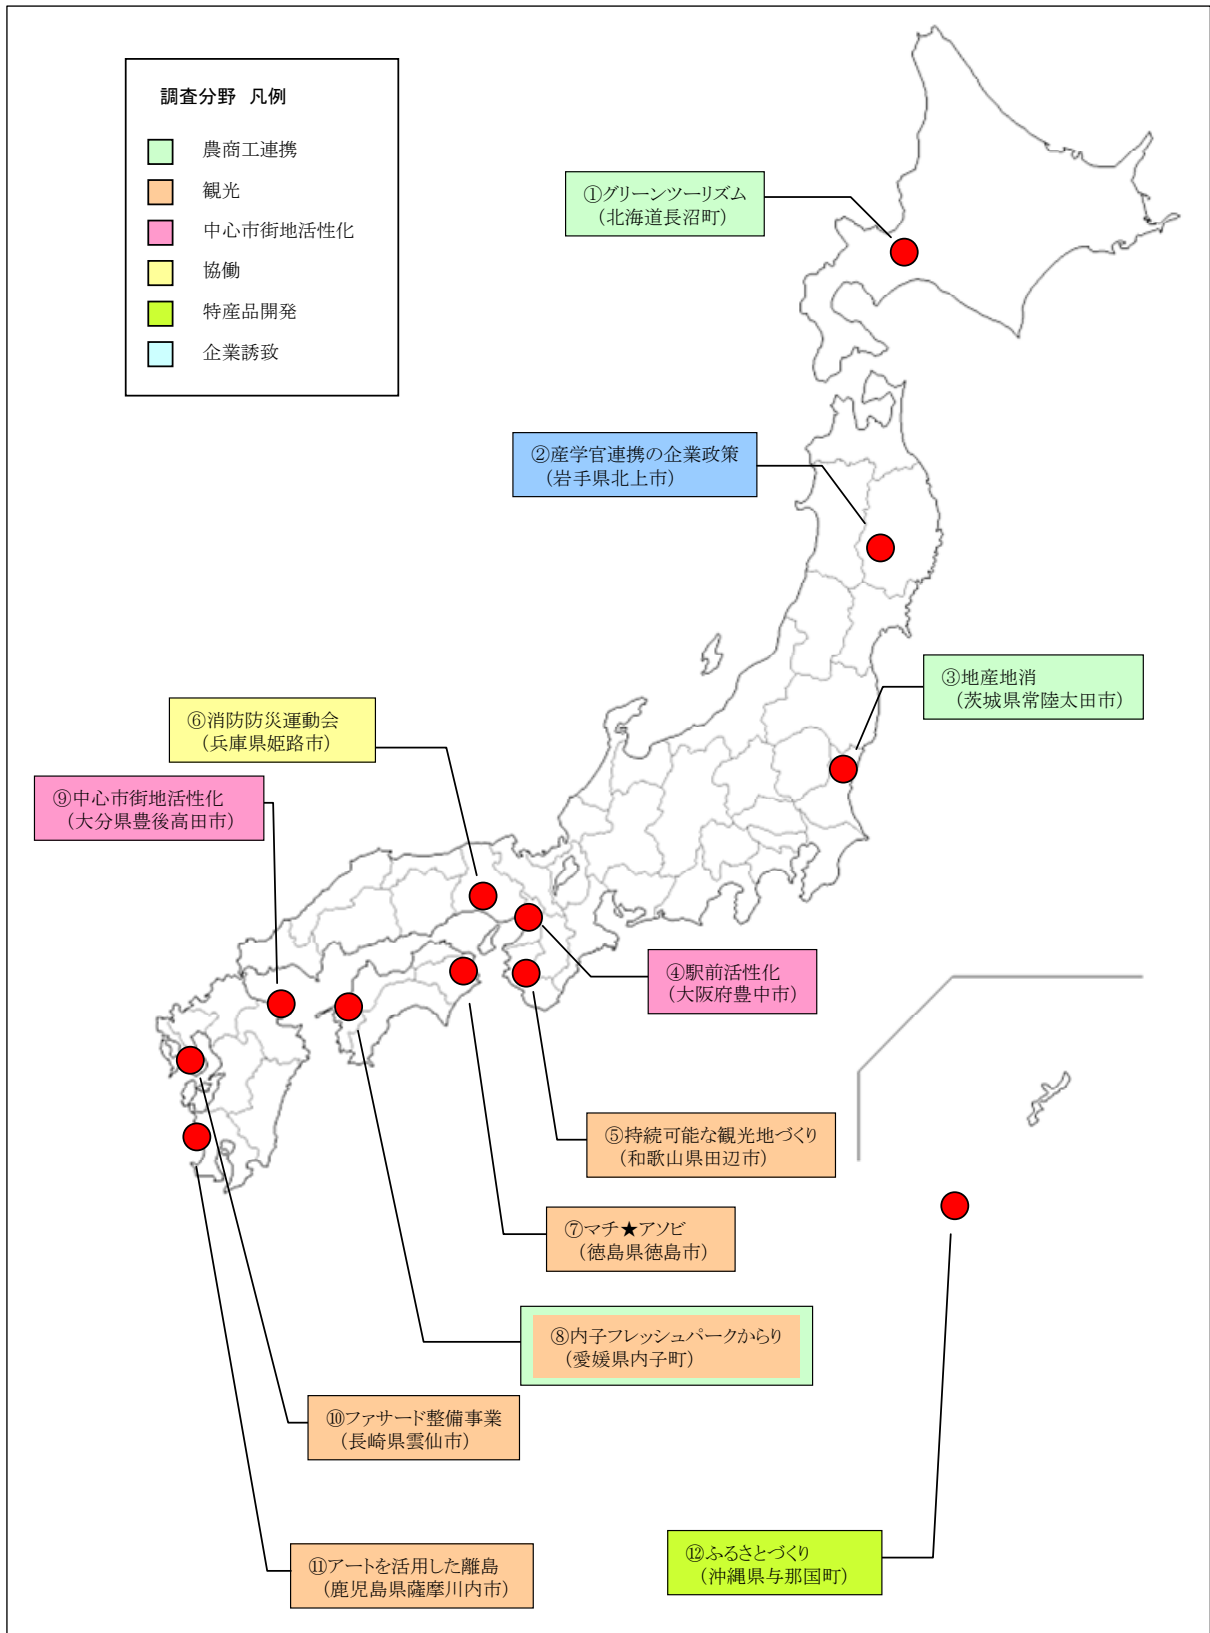 調査分野 凡例
農商工連携
観光
中心市街地活性化
協働
特産品開発
企業誘致
①グリーンツーリズム
（北海道長沼町）
②産学官連携の企業政策
（岩手県北上市）
③地産地消
（茨城県常陸太田市）
⑥消防防災運動会
（兵庫県姫路市）
⑨中心市街地活性化
（大分県豊後高田市）
④駅前活性化
（大阪府豊中市）
⑤持続可能な観光地づくり
（和歌山県田辺市）
⑦マチ★アソビ
（徳島県徳島市）
⑧内子フレッシュパークからり
（愛媛県内子町）
⑩ファサード整備事業
（長崎県雲仙市）
⑪アートを活用した離島
（鹿児島県薩摩川内市）
⑫ふるさとづくり
（沖縄県与那国町）